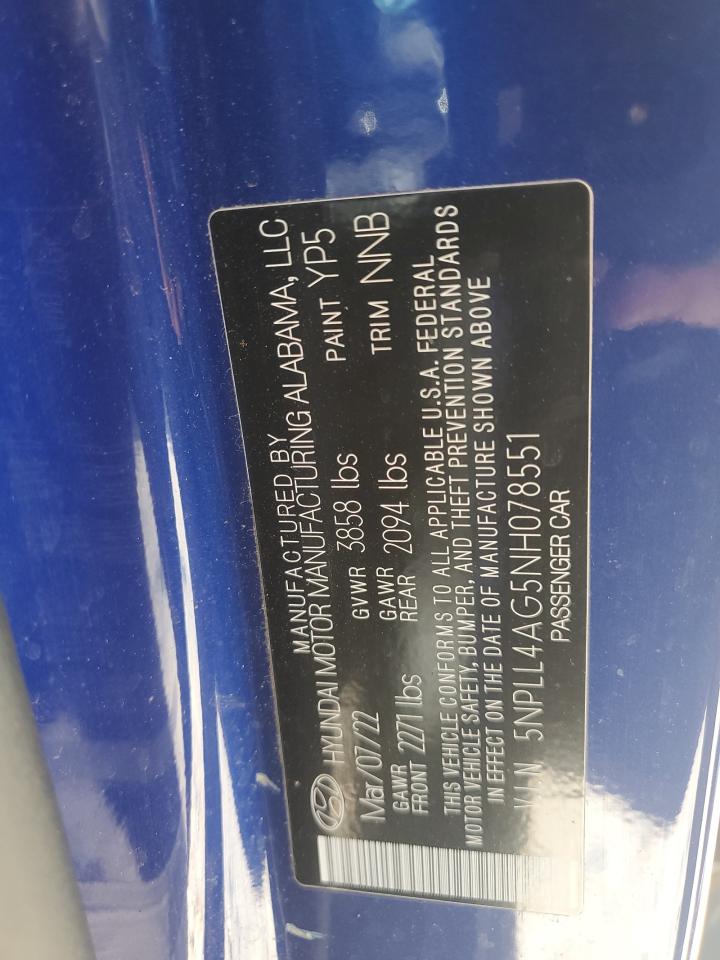 MANUFACTURED BY
HYUNDAI MOTOR MANUFACTURING ALABAMA, LLC
Mar/07/22 GVWR 3858 lbs PAINT YP5
GAWR FRONT 2271 lbs GAWR REAR 2094 lbs TRIM NNB
THIS VEHICLE CONFORMS TO ALL APPLICABLE U.S.A. FEDERAL
MOTOR VEHICLE SAFETY, BUMPER, AND THEFT PREVENTION STANDARDS
IN EFFECT ON THE DATE OF MANUFACTURE SHOWN ABOVE
VIN 5NPLL4AG5NH078551
PASSENGER CAR